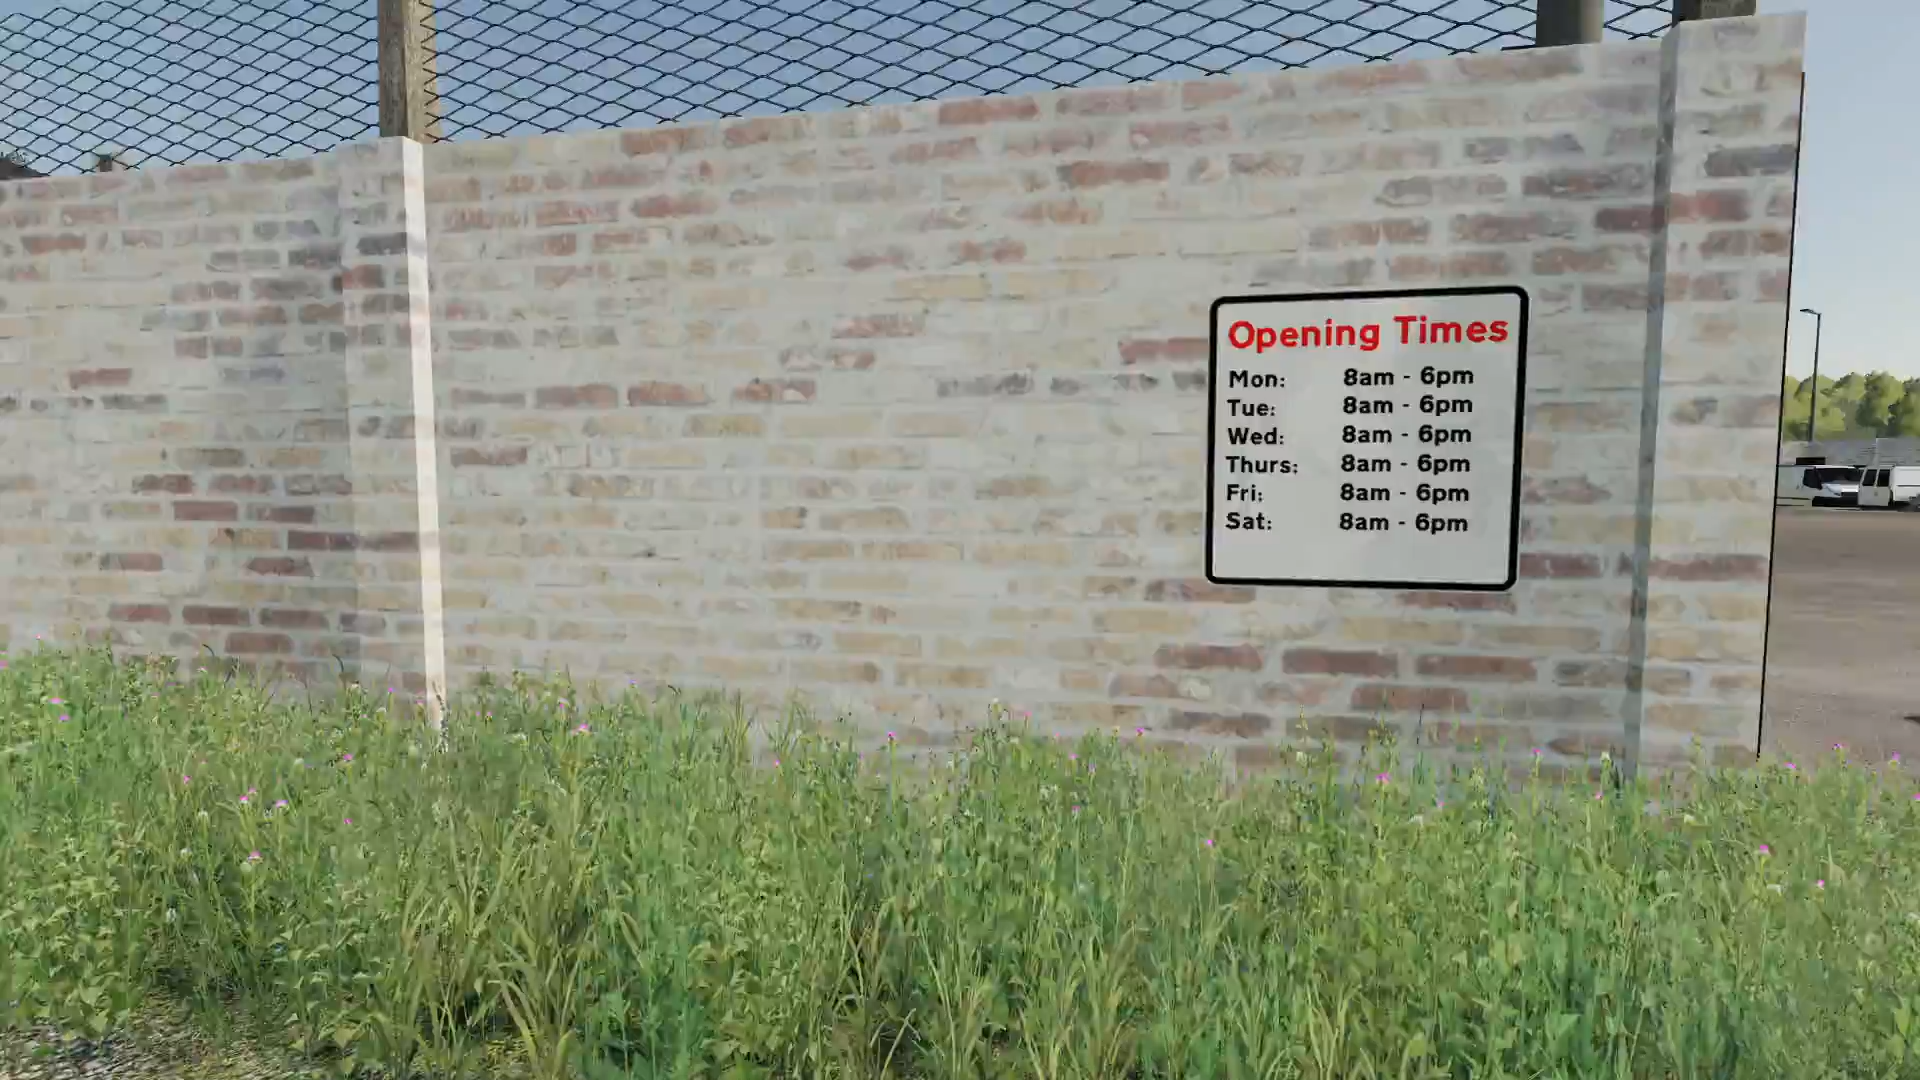 Opening Times
Mon: 8am - 6pm
Tue: 8am - 6pm
Wed: 8am - 6pm
Thurs: 8am - 6pm
Fri: 8am - 6pm
Sat: 8am - 6pm